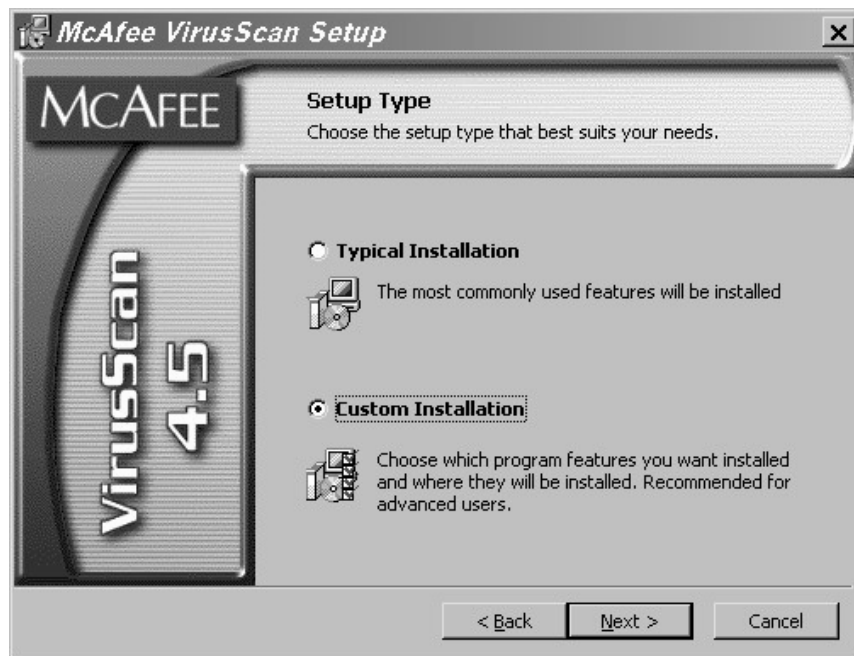 McAfee VirusScan Setup
McAFEE
VirusScan
4.5
Setup Type
Choose the setup type that best suits your needs.
Typical Installation
The most commonly used features will be installed
Custom Installation
Choose which program features you want installed
and where they will be installed. Recommended for
advanced users.
< Back
Next >
Cancel